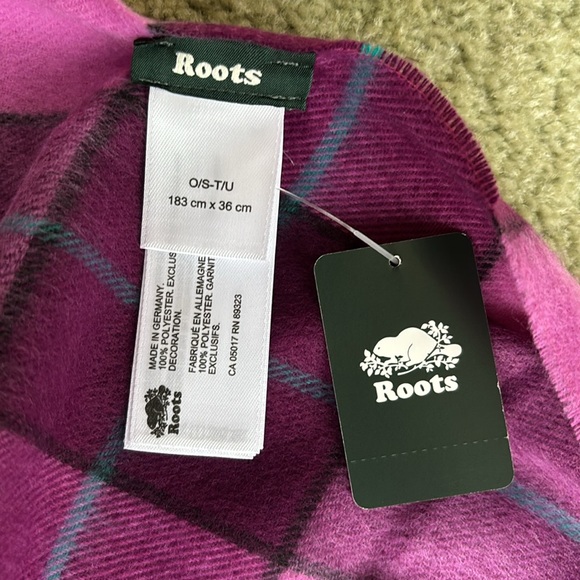 Roots
O/S-T/U
183 cm x 36 cm
MADE IN GERMANY.
100% POLYESTER. EXCLUS
DECORATION.
FABRIQUÉ EN ALLEMAGNE
100% POLYESTER. GARNIT
EXCLUSIFS.
CA 05017 RN 89323
Roots
Roots